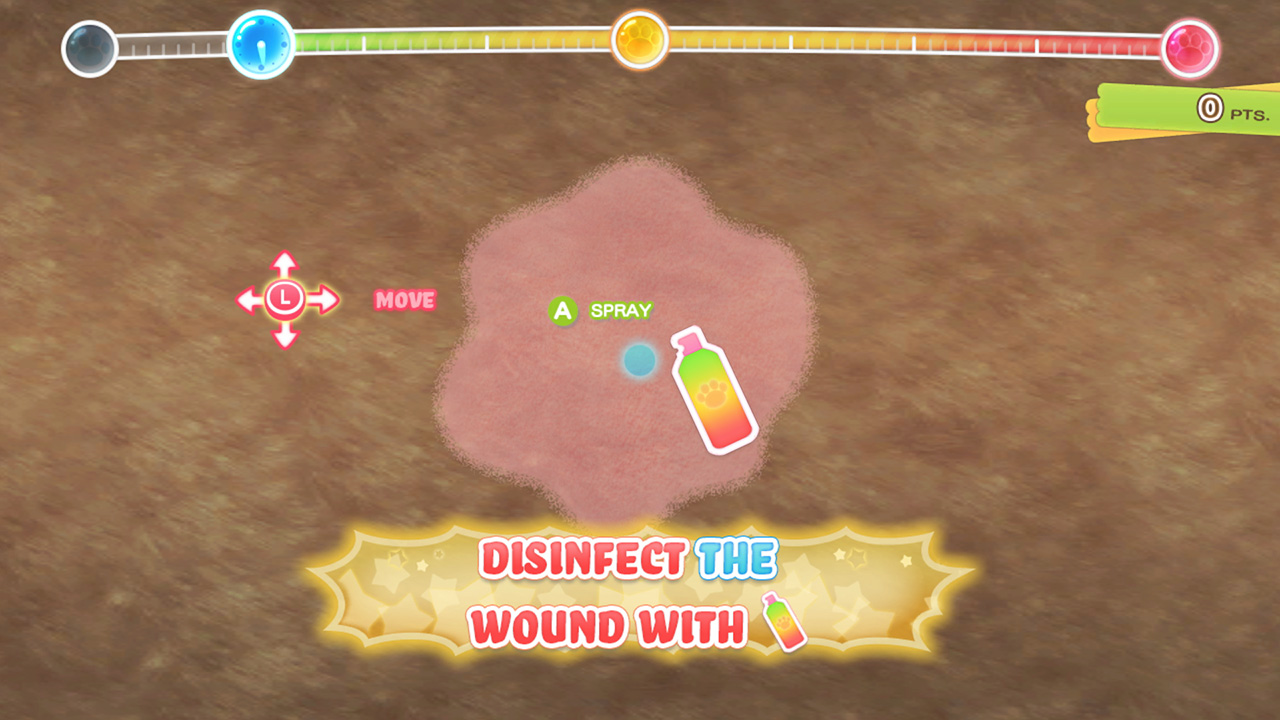 0 PTS.
L MOVE
A SPRAY
DISINFECT THE
WOUND WITH